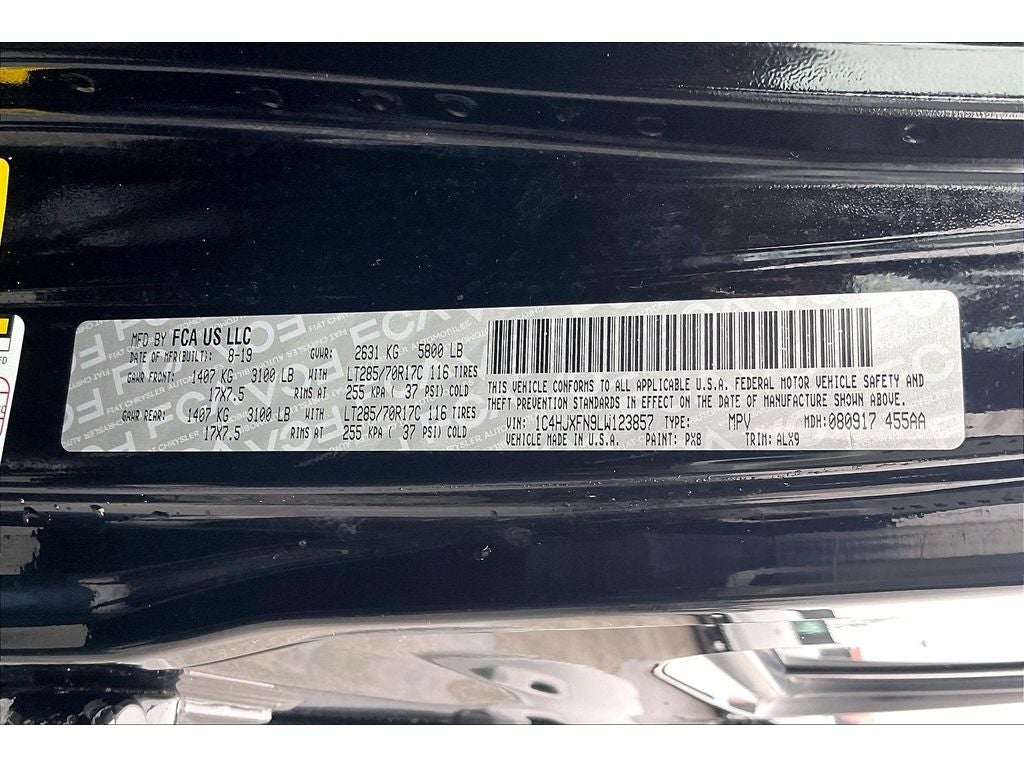 MFD BY FCA US LLC
DATE OF MFR(BUILT): 8-19 GVWR: 2631 KG 5800 LB
GAWR FRONT: 1407 KG 3100 LB WITH LT285/70R17C 116 TIRES
17X7.5 RIMS AT 255 KPA ( 37 PSI) COLD
GAWR REAR: 1407 KG 3100 LB WITH LT285/70R17C 116 TIRES
17X7.5 RIMS AT 255 KPA ( 37 PSI) COLD
THIS VEHICLE CONFORMS TO ALL APPLICABLE U.S.A. FEDERAL MOTOR VEHICLE SAFETY AND
THEFT PREVENTION STANDARDS IN EFFECT ON THE DATE OF MANUFACTURE SHOWN ABOVE.
VIN: 1C4HJXFN9LW123857 TYPE: MPV MDH: 080917 455AA
VEHICLE MADE IN U.S.A. PAINT: PX8 TRIM: ALX9